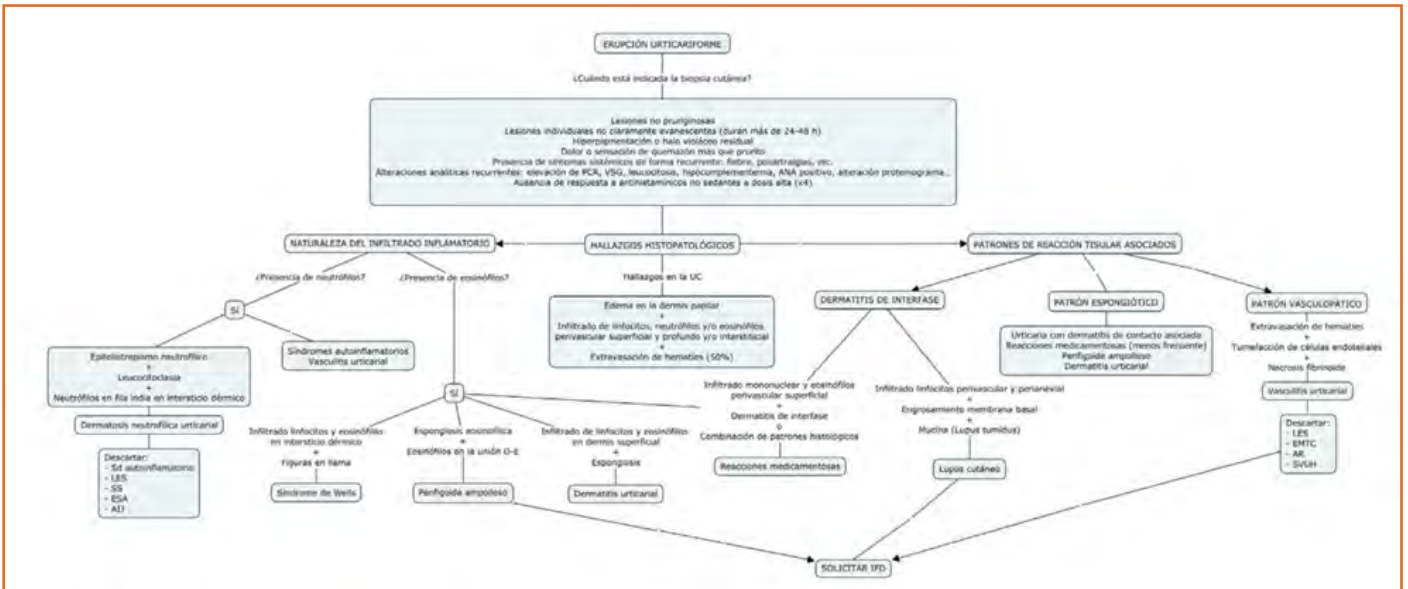 ERUPCIÓN URTICARIFORME
¿Cuándo está indicada la biopsia cutánea?
Lesiones no pruriginosas
Lesiones individuales no claramente evanescentes (duran más de 24-48 h)
Hiperpigmentación o halo violáceo residual
Dolor o sensación de quemazón más que prurito
Presencia de síntomas sistémicos de forma recurrente: fiebre, poliartralgias, etc.
Alteraciones analíticas recurrentes: elevación de PCR, VSG, leucocitosis, hipocomplementemia, ANA positivo, alteración proteinograma...
Ausencia de respuesta a antihistamínicos no sedantes a dosis alta (x4)
NATURALEZA DEL INFILTRADO INFLAMATORIO
HALLAZGOS HISTOPATOLÓGICOS
PATRONES DE REACCIÓN TISULAR ASOCIADOS
¿Presencia de neutrófilos?
¿Presencia de eosinófilos?
Sí
Epiteliotropismo neutrofílico
+
Leucocitoclasia
+
Neutrófilos en fila india en intersticio dérmico
Dermatosis neutrofílica urticarial
Descartar:
- Sd autoinflamatorio
- LES
- SS
- ESA
- AIJ
Síndromes autoinflamatorios
Vasculitis urticarial
Sí
Infiltrado linfocitos y eosinófilos
en intersticio dérmico
+
Figuras en llama
Síndrome de Wells
Espongiosis eosinofílica
+
Eosinófilos en la unión D-E
Penfigoide ampolloso
Infiltrado de linfocitos y eosinófilos
en dermis superficial
+
Espongiosis
Dermatitis urticarial
Hallazgos en la UC
Edema en la dermis papilar
+
Infiltrado de linfocitos, neutrófilos y/o eosinófilos
perivascular superficial y profundo y/o intersticial
+
Extravasación de hematíes (50%)
DERMATITIS DE INTERFASE
Infiltrado mononuclear y eosinófilos
perivascular superficial
+
Dermatitis de interfase
o
Combinación de patrones histológicos
Reacciones medicamentosas
Infiltrado linfocitos perivascular y perianexial
+
Engrosamiento membrana basal
+
Mucina (Lupus tumidus)
Lupus cutáneo
PATRÓN ESPONGIÓTICO
Urticaria con dermatitis de contacto asociada
Reacciones medicamentosas (menos frecuente)
Penfigoide ampolloso
Dermatitis urticarial
PATRÓN VASCULOPÁTICO
Extravasación de hematíes
+
Tumefacción de células endoteliales
+
Necrosis fibrinoide
Vasculitis urticarial
Descartar:
- LES
- EMTC
- AR
- SVUH
SOLICITAR IFD